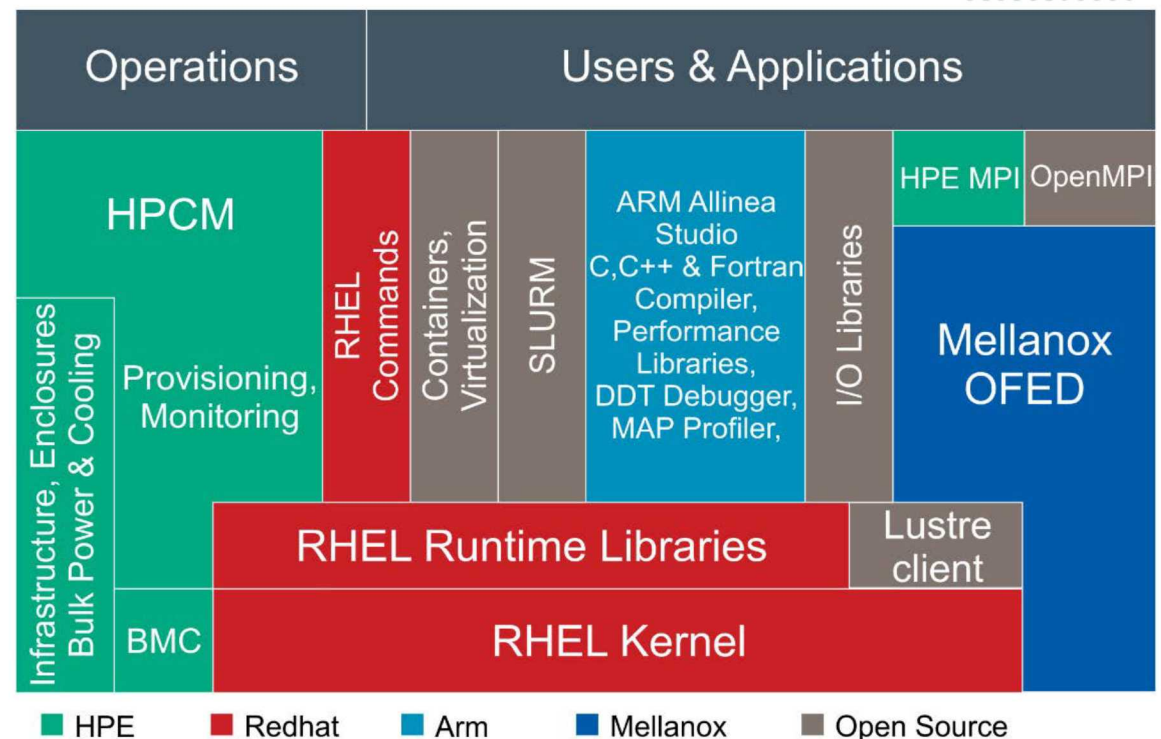 Operations
Users & Applications
HPCM
Provisioning,
Monitoring
Infrastructure, Enclosures
Bulk Power & Cooling
BMC
RHEL
Commands
Containers,
Virtualization
SLURM
ARM Allinea
Studio
C,C++ & Fortran
Compiler,
Performance
Libraries,
DDT Debugger,
MAP Profiler,
I/O Libraries
HPE MPI
OpenMPI
Mellanox
OFED
RHEL Runtime Libraries
Lustre
client
RHEL Kernel
HPE
Redhat
Arm
Mellanox
Open Source